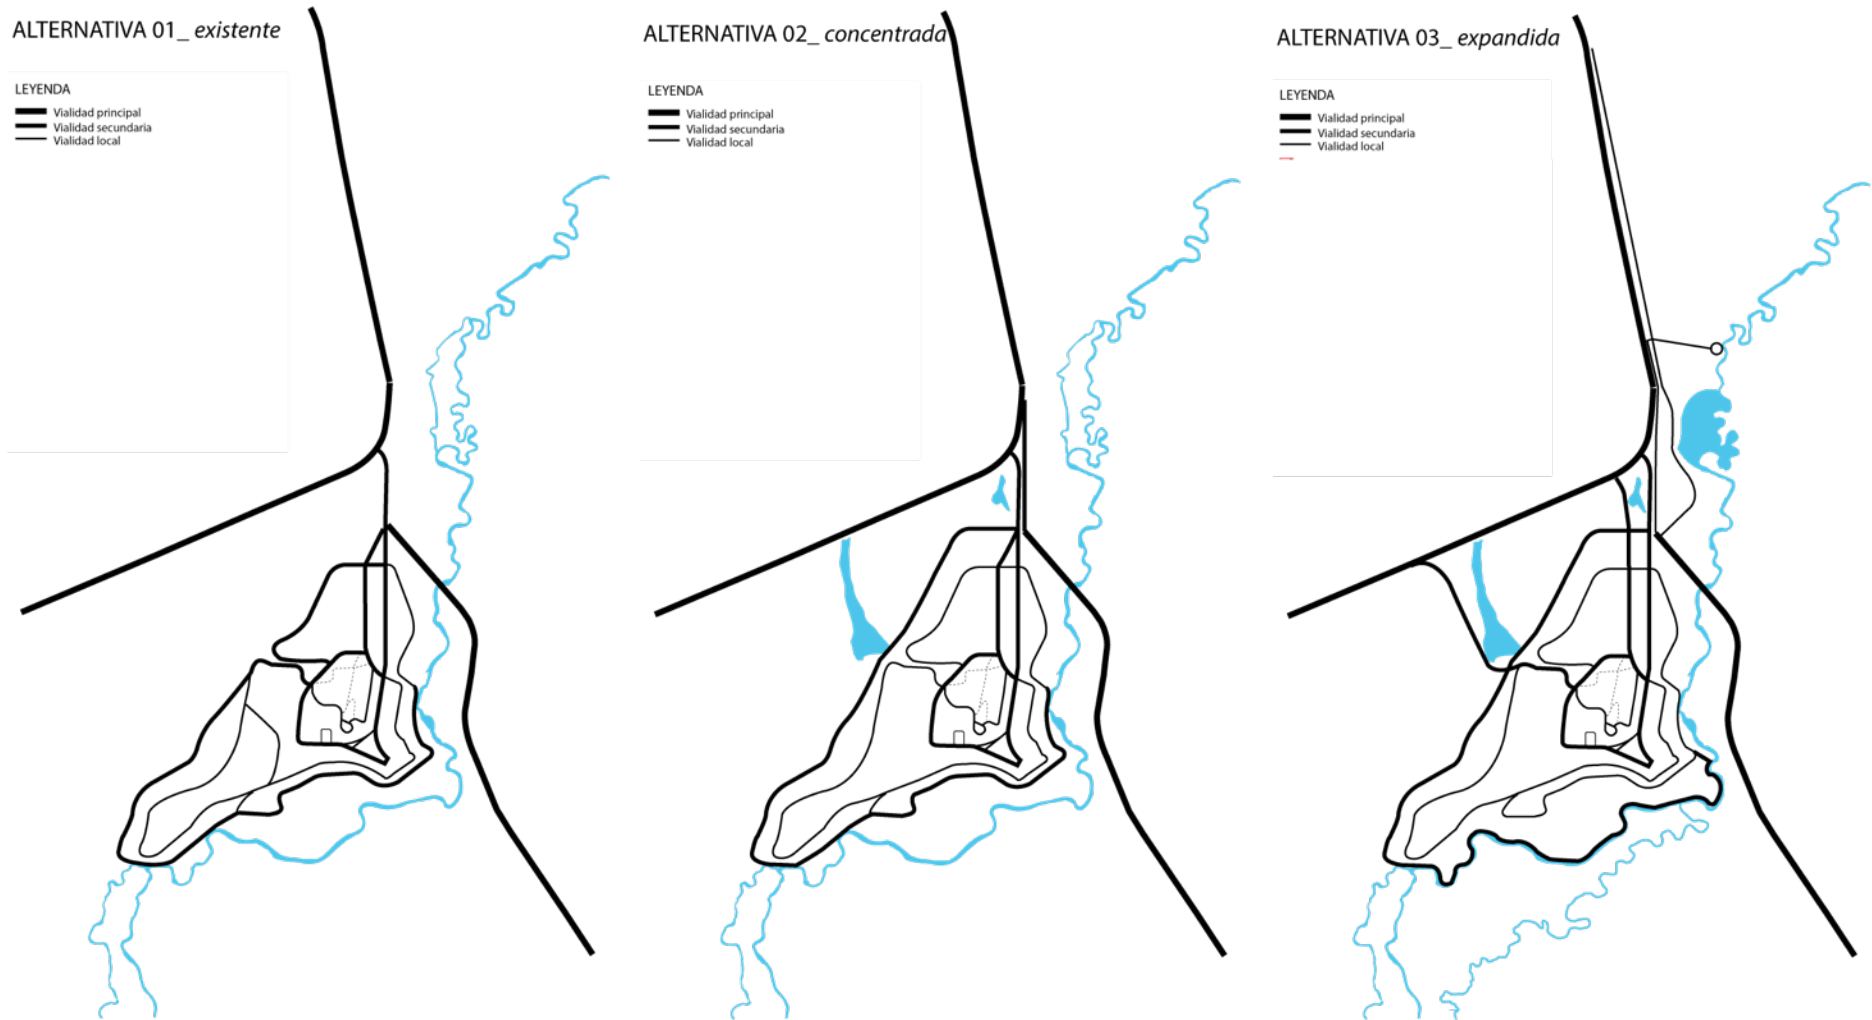 ALTERNATIVA 01_ existente
LEYENDA
Vialidad principal
Vialidad secundaria
Vialidad local
ALTERNATIVA 02_ concentrada
LEYENDA
Vialidad principal
Vialidad secundaria
Vialidad local
ALTERNATIVA 03_ expandida
LEYENDA
Vialidad principal
Vialidad secundaria
Vialidad local